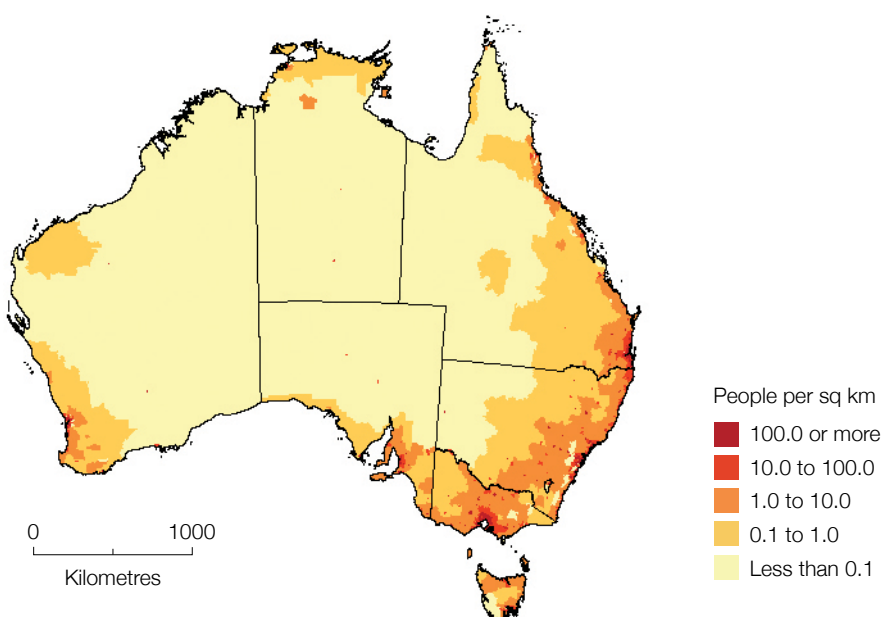 People per sq km
100.0 or more
10.0 to 100.0
1.0 to 10.0
0.1 to 1.0
Less than 0.1
0 1000
Kilometres